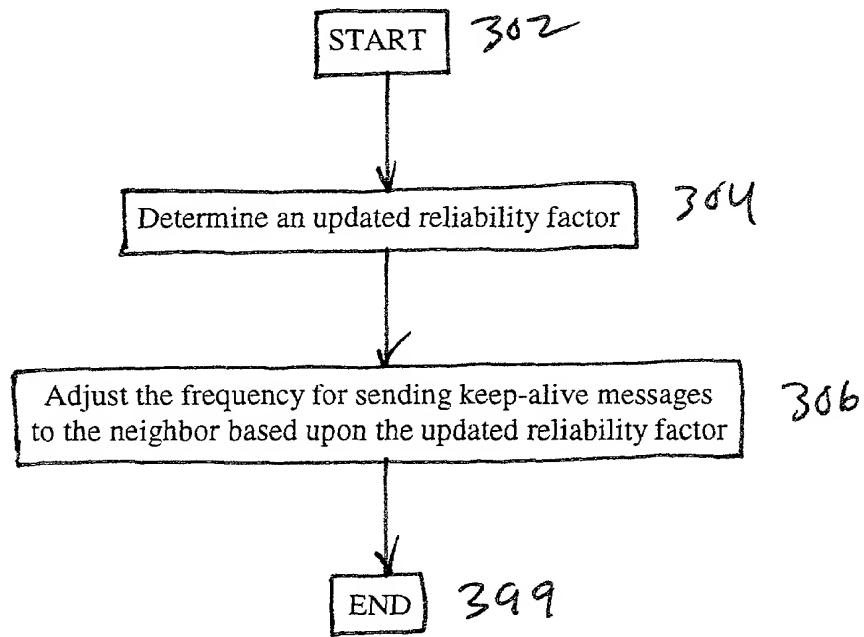 START 302
Determine an updated reliability factor 304
Adjust the frequency for sending keep-alive messages
to the neighbor based upon the updated reliability factor 306
END 399